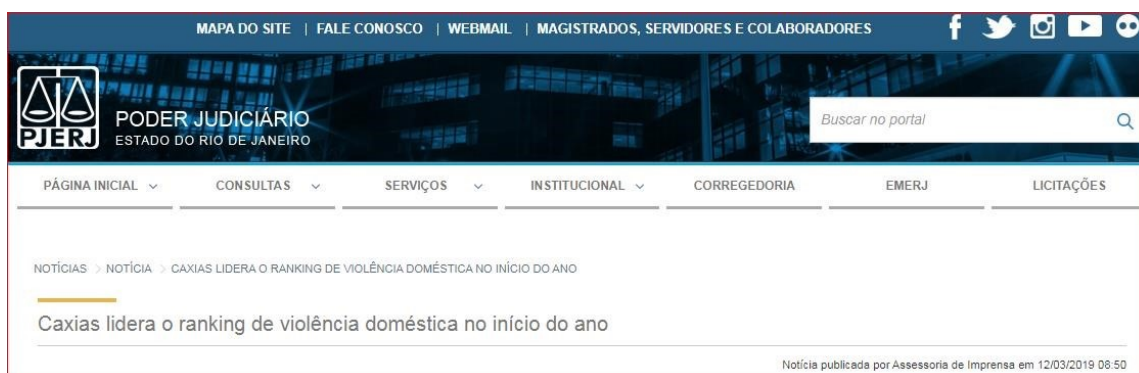 MAPA DO SITE | FALE CONOSCO | WEBMAIL | MAGISTRADOS, SERVIDORES E COLABORADORES
PJERJ
PODER JUDICIÁRIO
ESTADO DO RIO DE JANEIRO
Buscar no portal
PÁGINA INICIAL CONSULTAS SERVIÇOS INSTITUCIONAL CORREGEDORIA EMERJ LICITAÇÕES
NOTÍCIAS > NOTÍCIA > CAXIAS LIDERA O RANKING DE VIOLÊNCIA DOMÉSTICA NO INÍCIO DO ANO
Caxias lidera o ranking de violência doméstica no início do ano
Notícia publicada por Assessoria de Imprensa em 12/03/2019 08:50